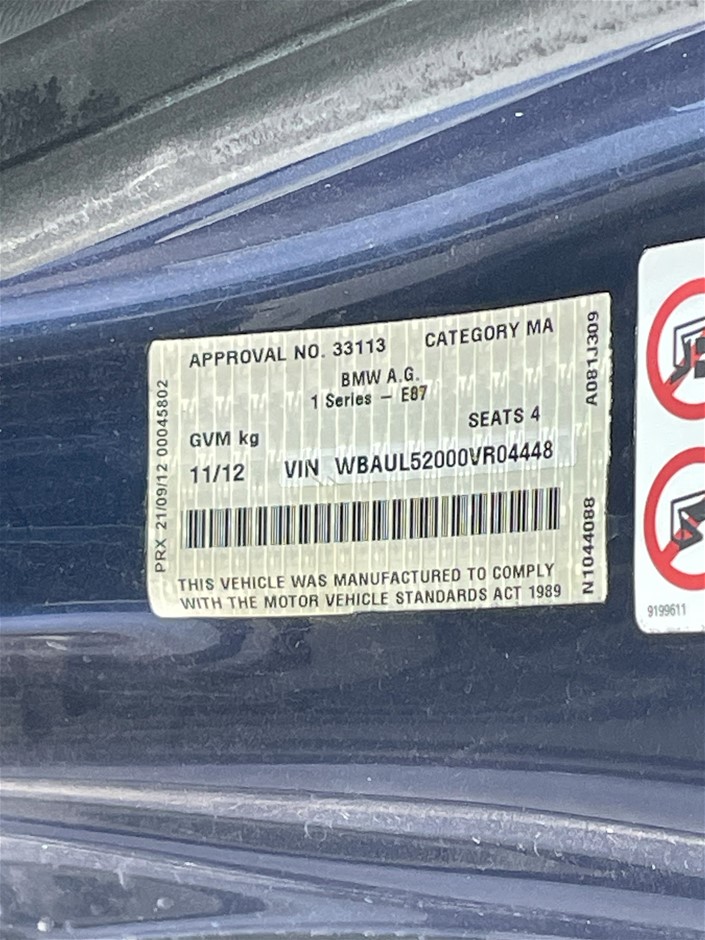 APPROVAL NO. 33113 CATEGORY MA
BMW A.G.
1 Series – E87
SEATS 4
GVM kg
11/12 VIN WBAUL52000VR04448
THIS VEHICLE WAS MANUFACTURED TO COMPLY
WITH THE MOTOR VEHICLE STANDARDS ACT 1989
PRX 21/09/12 00045802
A081J309
N1044088
9199611